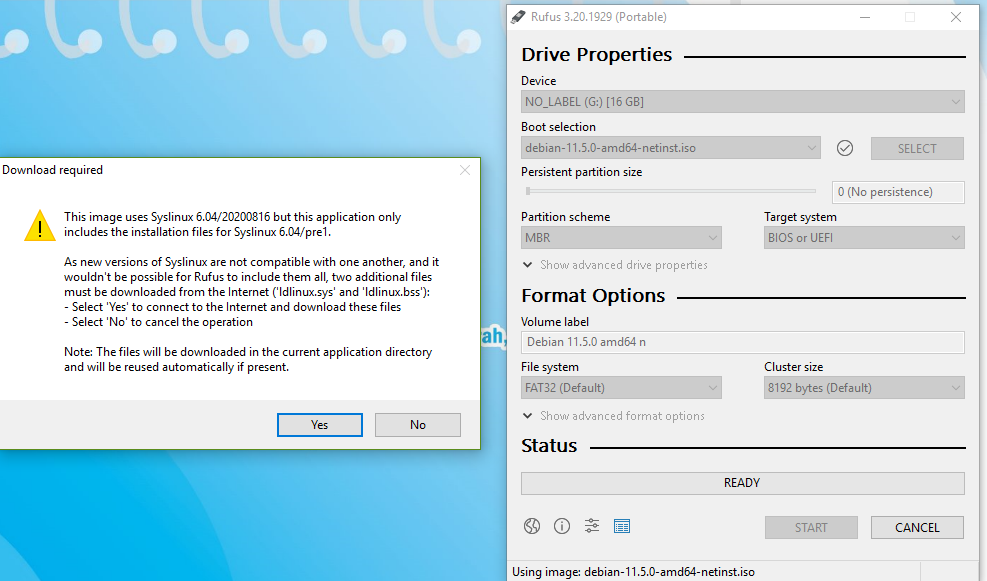 Download required
This image uses Syslinux 6.04/20200816 but this application only
includes the installation files for Syslinux 6.04/pre1.
As new versions of Syslinux are not compatible with one another, and it
wouldn't be possible for Rufus to include them all, two additional files
must be downloaded from the Internet ('ldlinux.sys' and 'ldlinux.bss'):
- Select 'Yes' to connect to the Internet and download these files
- Select 'No' to cancel the operation
Note: The files will be downloaded in the current application directory
and will be reused automatically if present.
Yes
No
ah,
Rufus 3.20.1929 (Portable)
Drive Properties
Device
NO_LABEL (G:) [16 GB]
Boot selection
debian-11.5.0-amd64-netinst.iso
SELECT
Persistent partition size
0 (No persistence)
Partition scheme
Target system
MBR
BIOS or UEFI
Show advanced drive properties
Format Options
Volume label
Debian 11.5.0 amd64 n
File system
Cluster size
FAT32 (Default)
8192 bytes (Default)
Show advanced format options
Status
READY
START
CANCEL
Using image: debian-11.5.0-amd64-netinst.iso